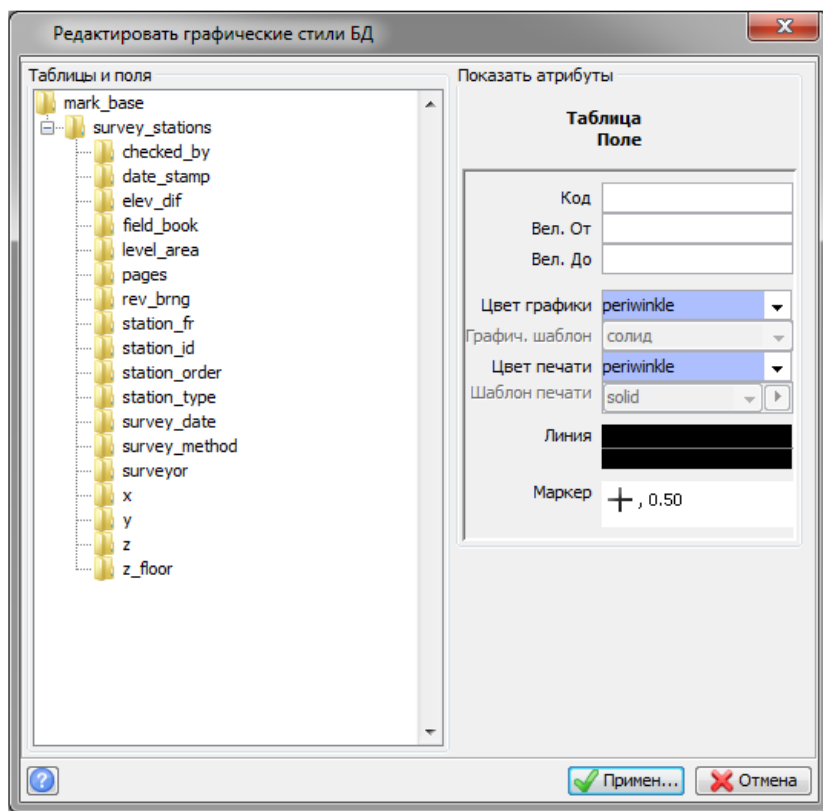 Редактировать графические стили БД
Таблицы и поля
mark_base
survey_stations
checked_by
date_stamp
elev_dif
field_book
level_area
pages
rev_brng
station_fr
station_id
station_order
station_type
survey_date
survey_method
surveyor
x
y
z
z_floor
Показать атрибуты
Таблица
Поле
Код
Вел. От
Вел. До
Цвет графики periwinkle
Графич. шаблон солид
Цвет печати periwinkle
Шаблон печати solid
Линия
Маркер , 0.50
? Примен... Отмена